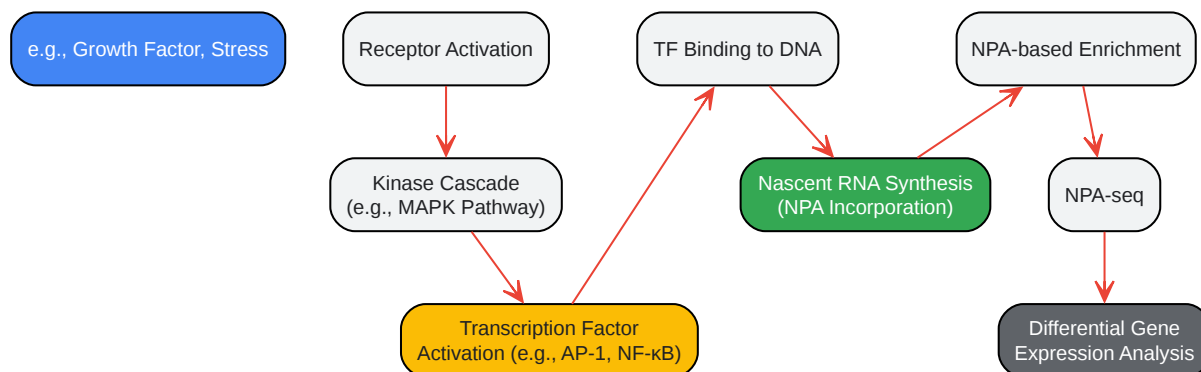 e.g., Growth Factor, Stress
Receptor Activation
Kinase Cascade
(e.g., MAPK Pathway)
Transcription Factor
Activation (e.g., AP-1, NF-κB)
TF Binding to DNA
Nascent RNA Synthesis
(NPA Incorporation)
NPA-based Enrichment
NPA-seq
Differential Gene
Expression Analysis